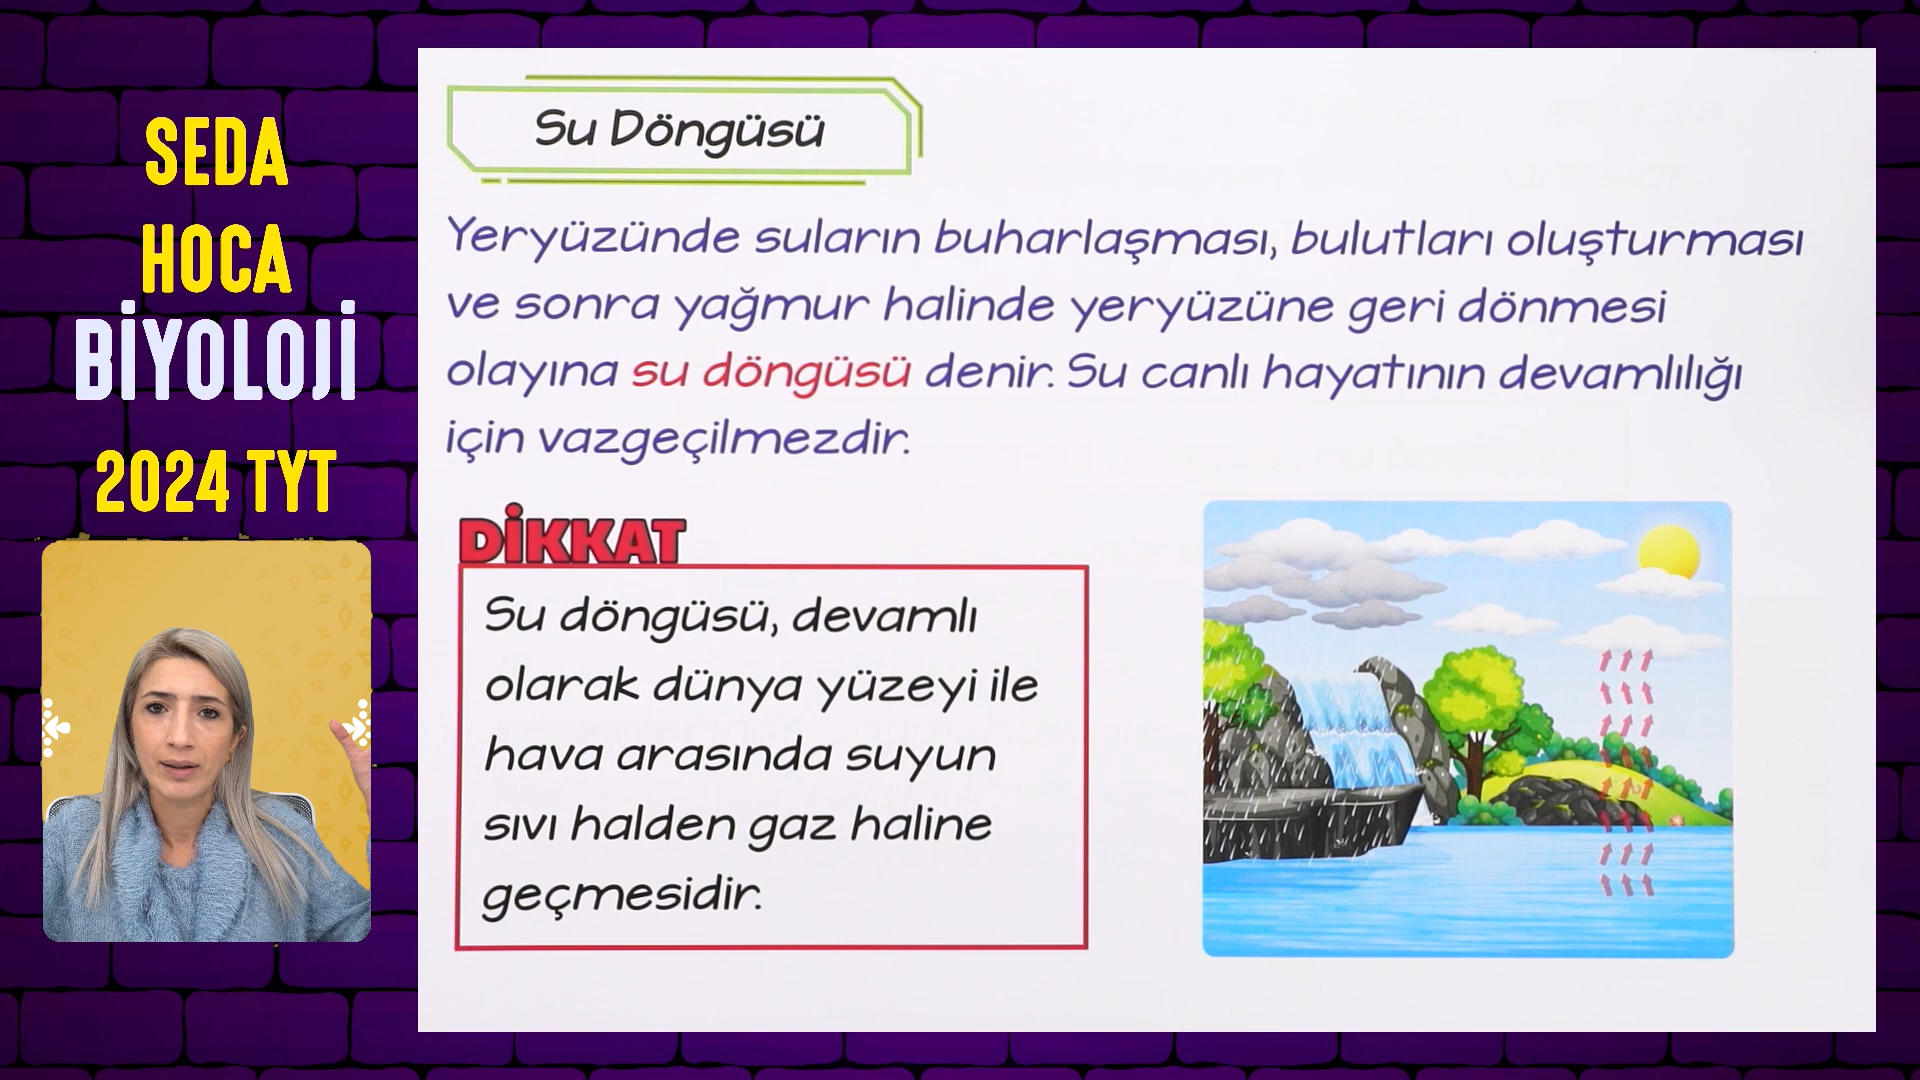 SEDA
HOCA
BİYOLOJİ
2024 TYT
Su Döngüsü
Yeryüzünde suların buharlaşması, bulutları oluşturması
ve sonra yağmur halinde yeryüzüne geri dönmesi
olayına su döngüsü denir. Su canlı hayatının devamlılığı
için vazgeçilmezdir.
DİKKAT
Su döngüsü, devamlı
olarak dünya yüzeyi ile
hava arasında suyun
sıvı halden gaz haline
geçmesidir.